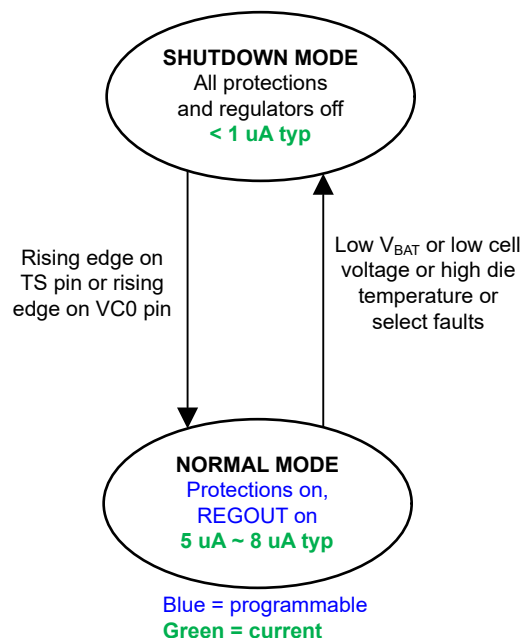 SHUTDOWN MODE
All protections
and regulators off
< 1 uA typ
Rising edge on
TS pin or rising
edge on VC0 pin
Low VBAT or low cell
voltage or high die
temperature or
select faults
NORMAL MODE
Protections on,
REGOUT on
5 uA ~ 8 uA typ
Blue = programmable
Green = current